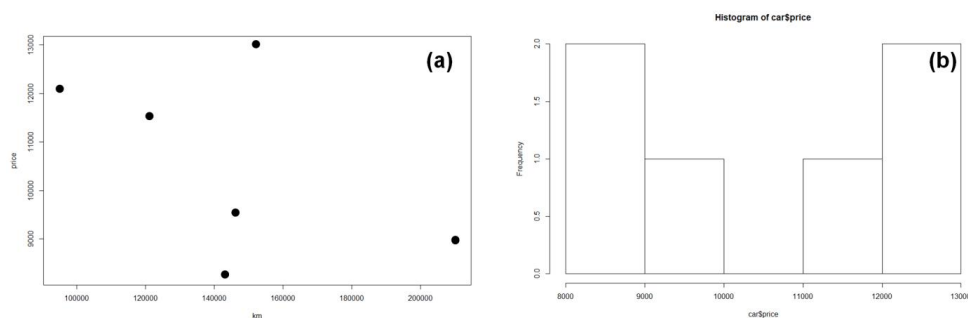 (a)
13000
12000
11000
10000
9000
price
100000 120000 140000 160000 180000 200000
km
Histogram of car$price
(b)
2.0
1.5
1.0
0.5
0.0
Frequency
8000 9000 10000 11000 12000 13000
car$price